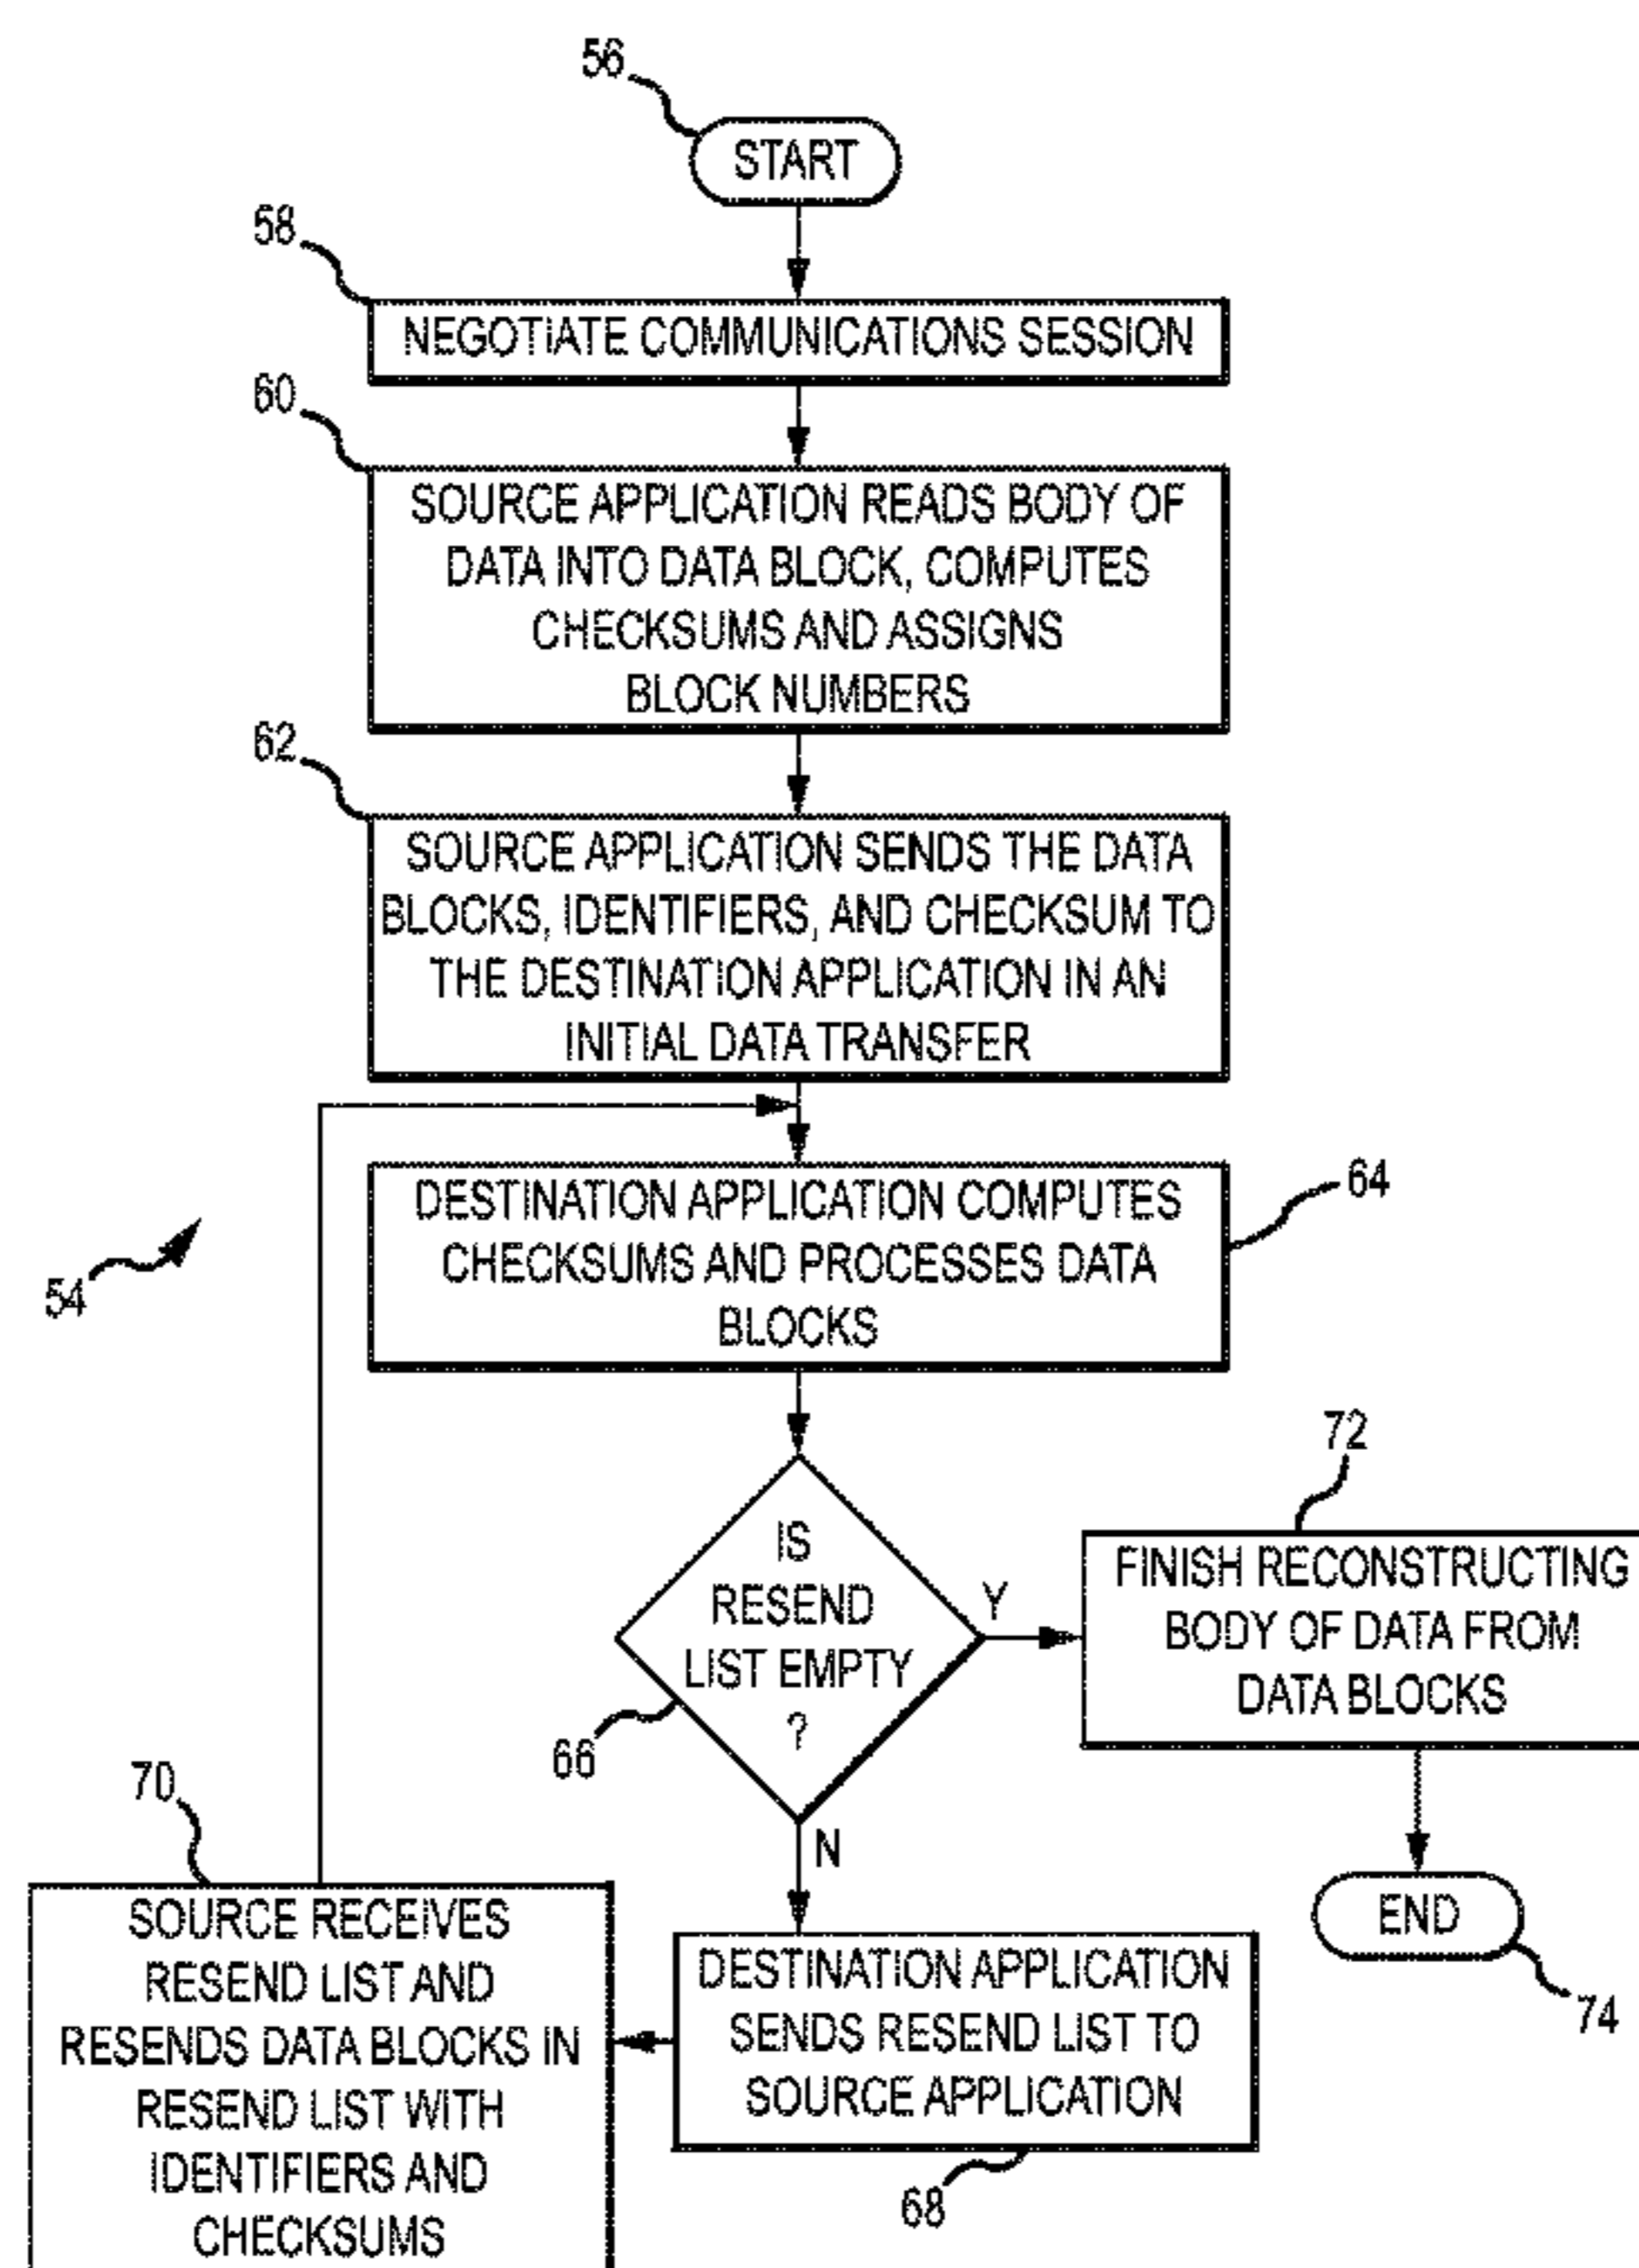 56
START
58
NEGOTIATE COMMUNICATIONS SESSION
60
SOURCE APPLICATION READS BODY OF
DATA INTO DATA BLOCK, COMPUTES
CHECKSUMS AND ASSIGNS
BLOCK NUMBERS
62
SOURCE APPLICATION SENDS THE DATA
BLOCKS, IDENTIFIERS, AND CHECKSUM TO
THE DESTINATION APPLICATION IN AN
INITIAL DATA TRANSFER
64
DESTINATION APPLICATION COMPUTES
CHECKSUMS AND PROCESSES DATA
BLOCKS
54
IS
RESEND
LIST EMPTY
?
66
Y
N
72
FINISH RECONSTRUCTING
BODY OF DATA FROM
DATA BLOCKS
END
74
DESTINATION APPLICATION
SENDS RESEND LIST TO
SOURCE APPLICATION
68
70
SOURCE RECEIVES
RESEND LIST AND
RESENDS DATA BLOCKS IN
RESEND LIST WITH
IDENTIFIERS AND
CHECKSUMS